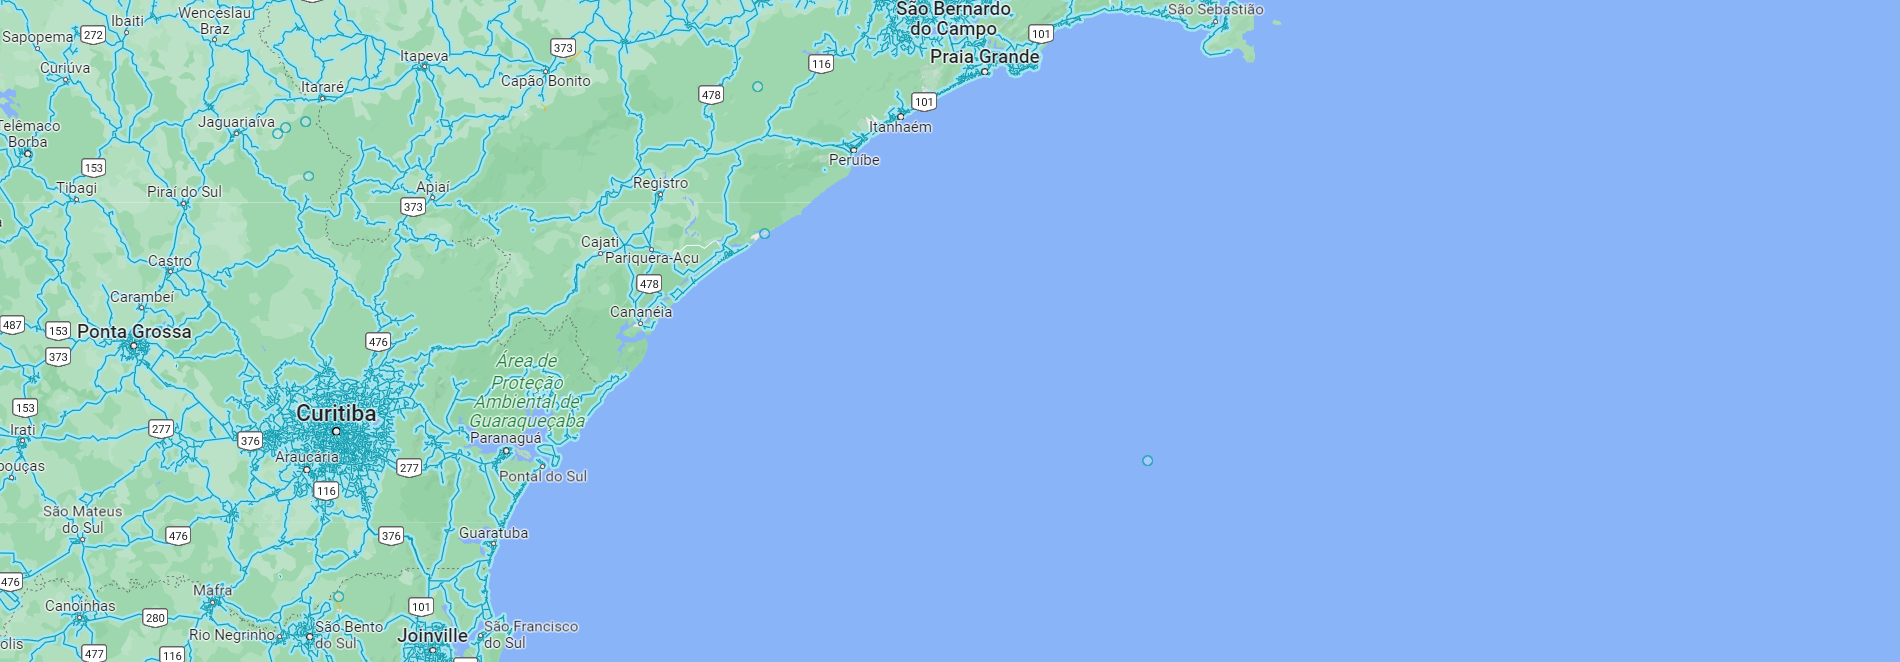 São Bernardo
do Campo
São Sebastião
Wenceslau
Braz
Ibaiti
Sapopema
272
101
Itapeva
373
Praia Grande
116
Curiúva
Capão Bonito
Itararé
478
101
Jaguariaíva
Telêmaco
Borba
Itanhaém
Peruíbe
153
Tibagi
Piraí do Sul
Apiaí
Registro
373
Cajati
Pariquera-Açu
Castro
478
Carambeí
Cananéia
487
153
Ponta Grossa
476
373
Área de
Proteção
Ambiental de
Guaraqueçaba
153
Curitiba
Irati
277
376
Paranaguá
Araucária
277
Pontal do Sul
116
São Mateus
do Sul
476
376
Guaratuba
476
Mafra
Canoinhas
280
101
Rio Negrinho
São Bento
do Sul
Joinville
São Francisco
do Sul
477
116